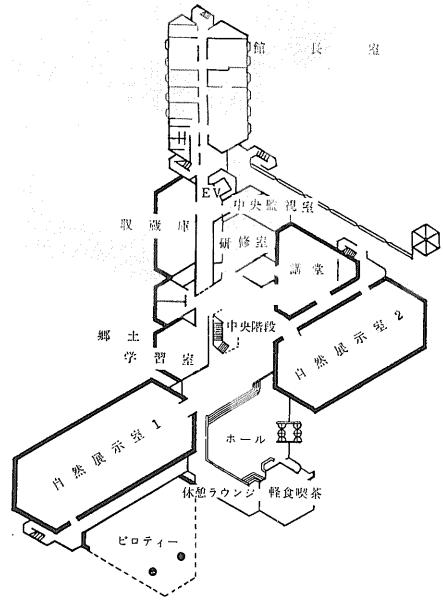 館長室
EV
中央監視室
収蔵庫
研修室
講堂
中央階段
郷土
学習室
自然展示室2
自然展示室1
ホール
休憩ラウンジ
軽食喫茶
ピロティー